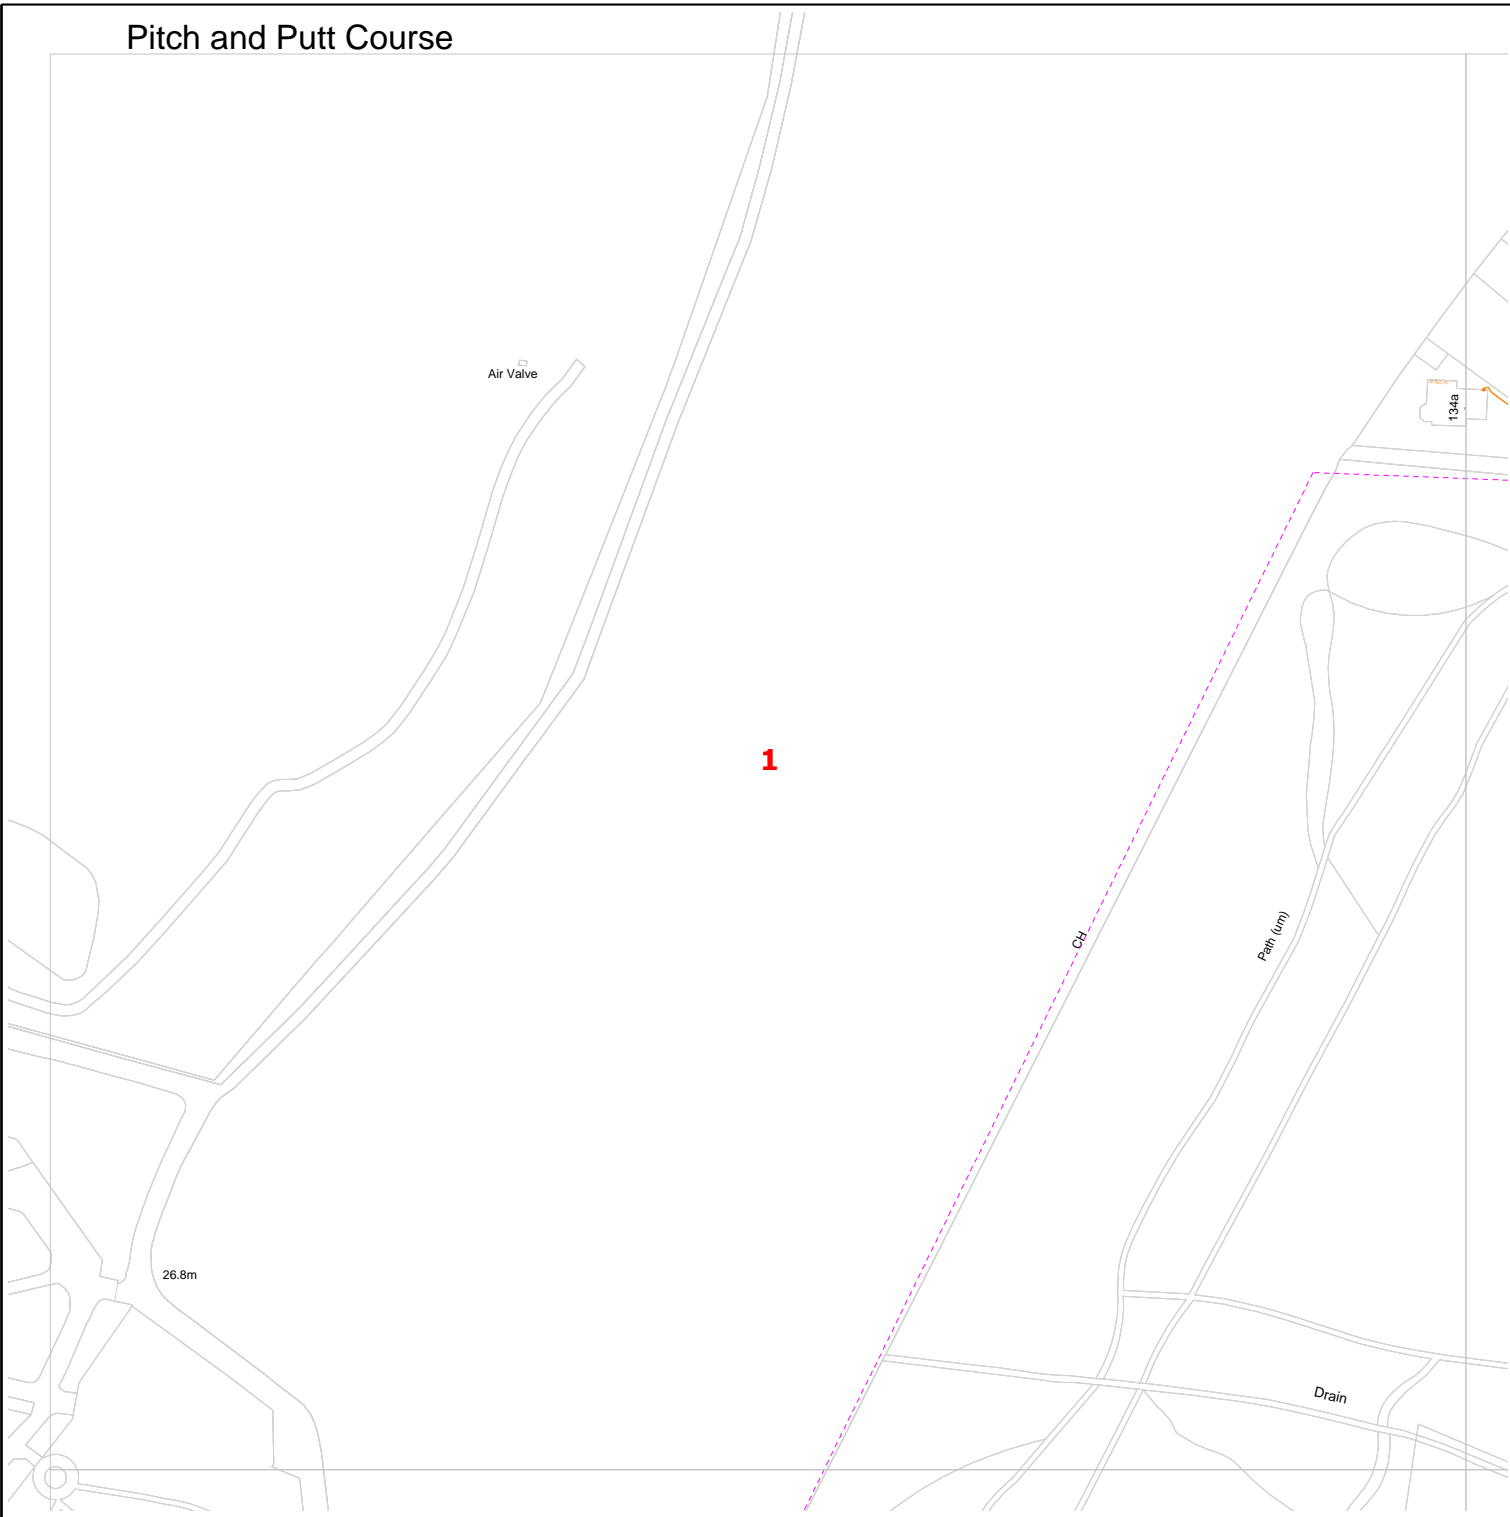 Pitch and Putt Course
Air Valve
134a
1
CH
Path (um)
26.8m
Drain